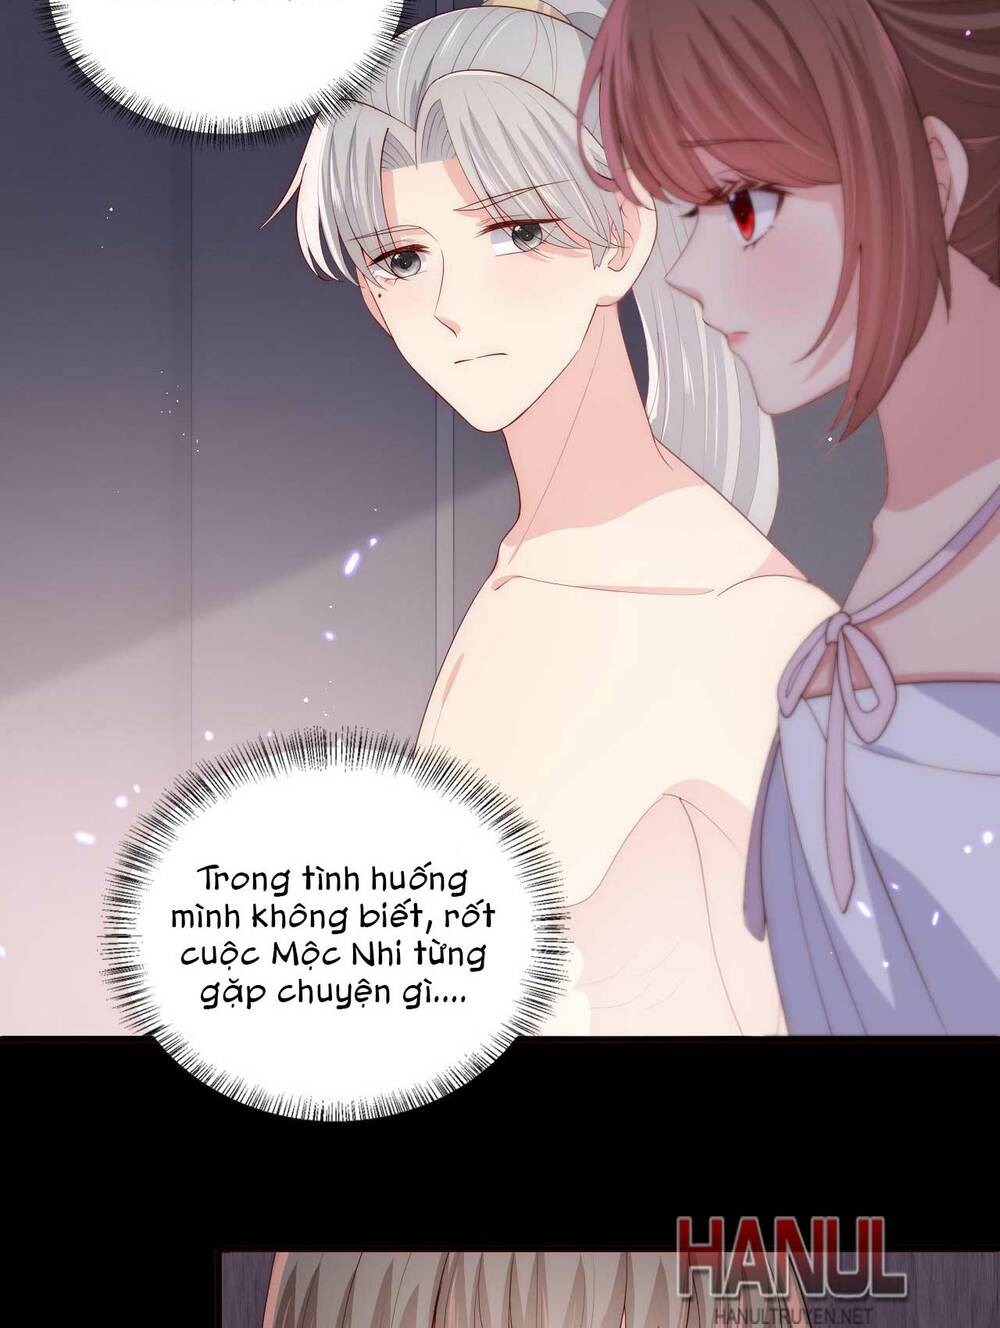 Trong tình huống
mình không biết, rốt
cuộc Mộc Nhi từng
gặp chuyện gì....
HANUL
HANULTRUYEN.NET